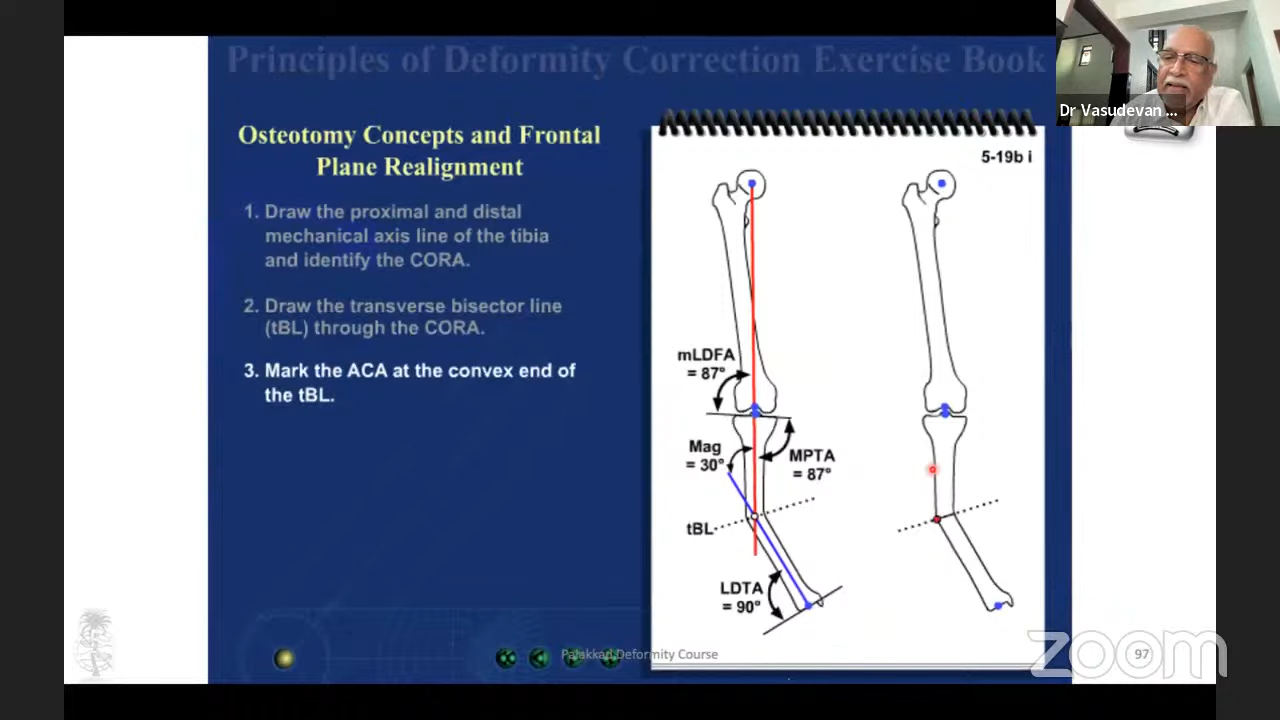 Principles of Deformity Correction Exercise Book
Dr Vasudevan ...
Osteotomy Concepts and Frontal
Plane Realignment
1. Draw the proximal and distal
mechanical axis line of the tibia
and identify the CORA.
2. Draw the transverse bisector line
(tBL) through the CORA.
3. Mark the ACA at the convex end of
the tBL.
5-19b i
mLDFA
= 87°
Mag
= 30°
MPTA
= 87°
tBL
LDTA
= 90°
Palakkad Deformity Course
97
zoom